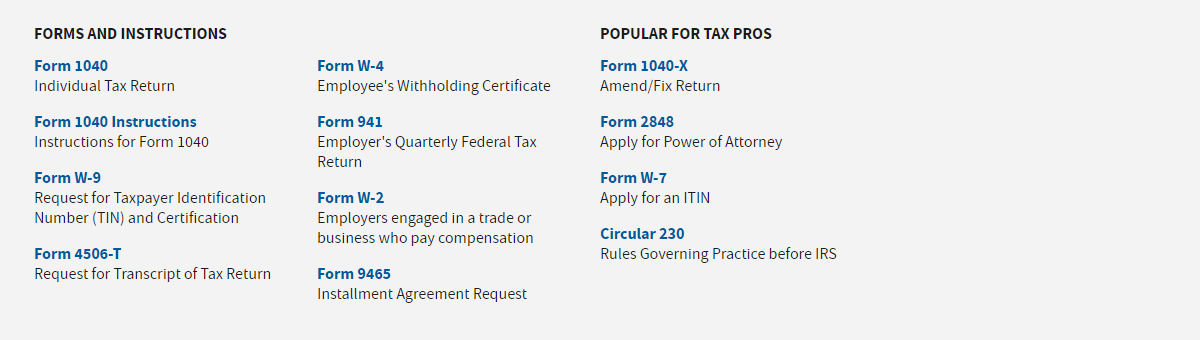 FORMS AND INSTRUCTIONS
Form 1040
Individual Tax Return
Form 1040 Instructions
Instructions for Form 1040
Form W-9
Request for Taxpayer Identification
Number (TIN) and Certification
Form 4506-T
Request for Transcript of Tax Return
Form W-4
Employee's Withholding Certificate
Form 941
Employer's Quarterly Federal Tax
Return
Form W-2
Employers engaged in a trade or
business who pay compensation
Form 9465
Installment Agreement Request
POPULAR FOR TAX PROS
Form 1040-X
Amend/Fix Return
Form 2848
Apply for Power of Attorney
Form W-7
Apply for an ITIN
Circular 230
Rules Governing Practice before IRS